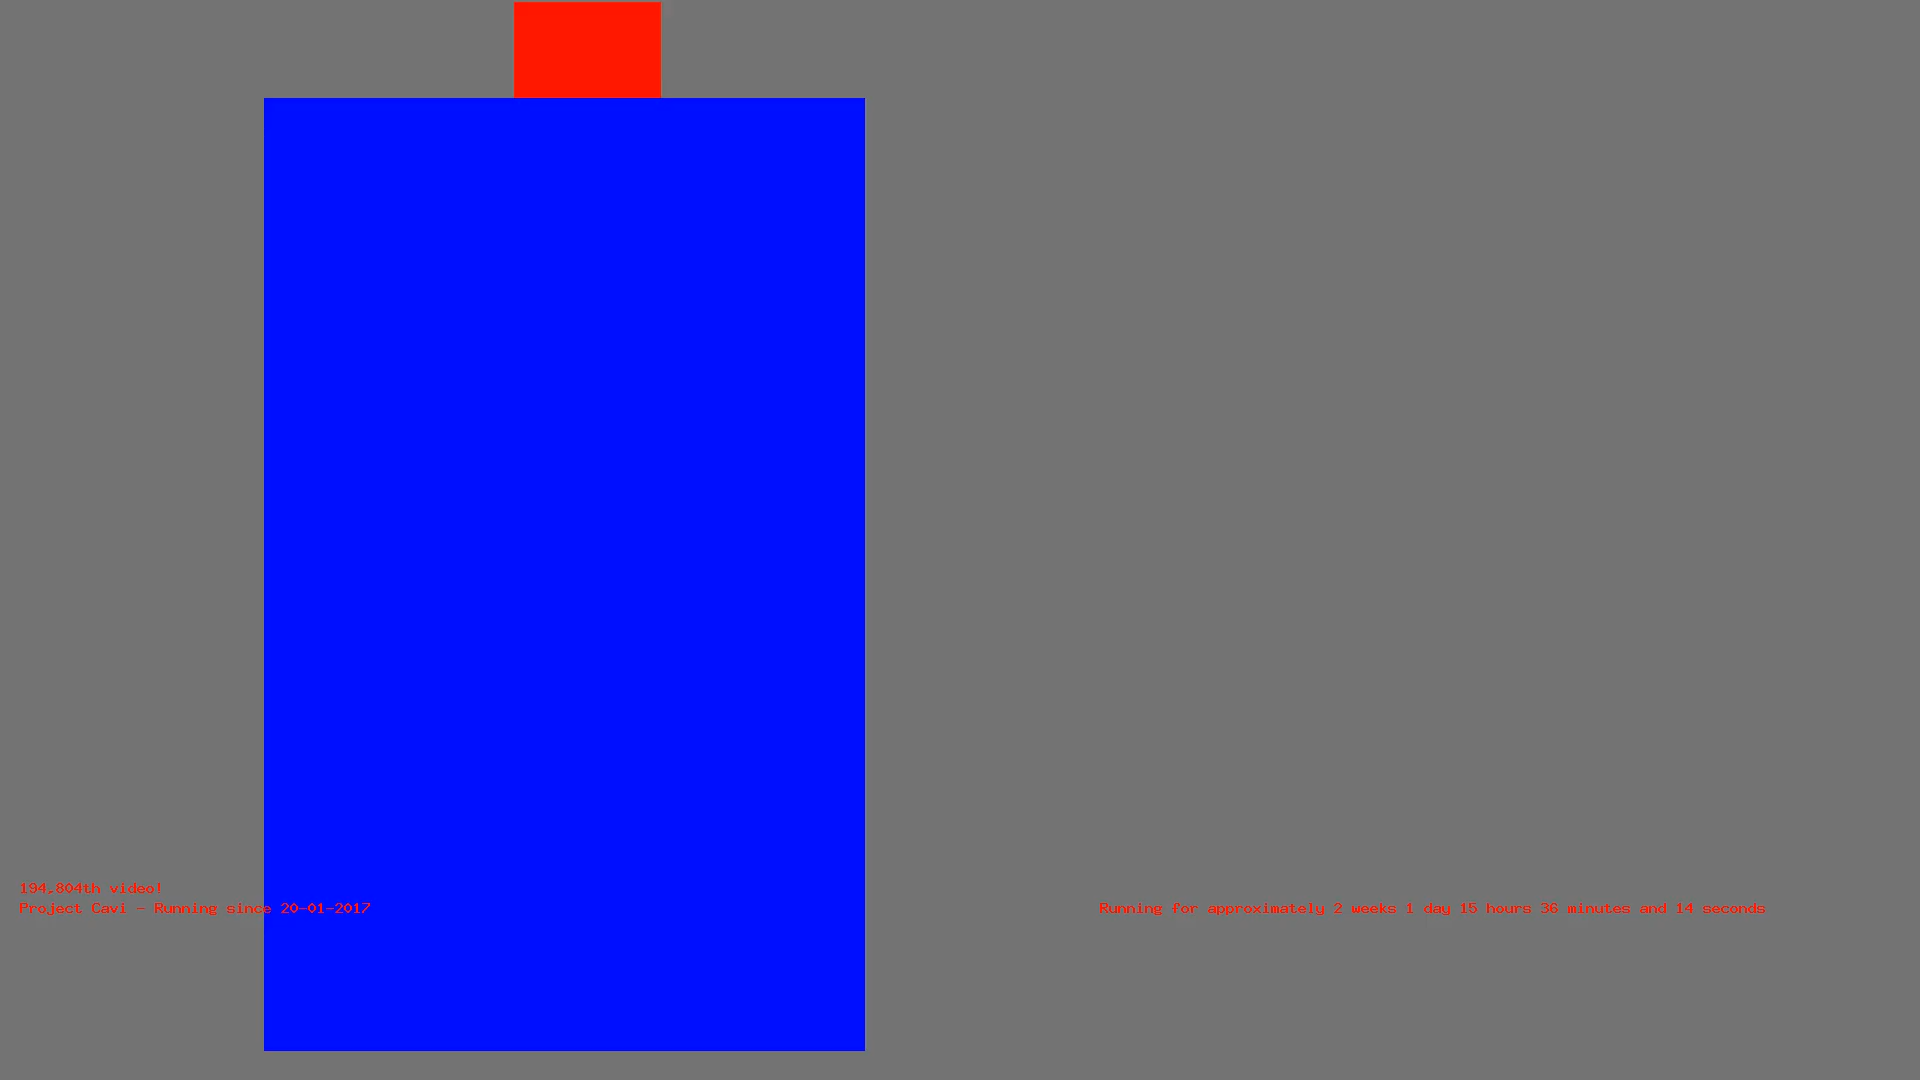 194,804th video!
Project Cavi - Running since 20-01-2017
Running for approximately 2 weeks 1 day 15 hours 36 minutes and 14 seconds